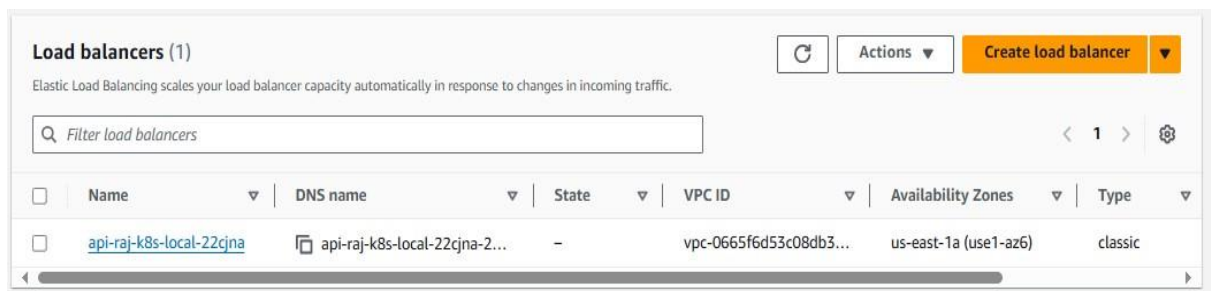 Load balancers (1)
Actions
Create load balancer
Elastic Load Balancing scales your load balancer capacity automatically in response to changes in incoming traffic.
Filter load balancers
1
Name DNS name State VPC ID Availability Zones Type
api-raj-k8s-local-22cjna api-raj-k8s-local-22cjna-2... – vpc-0665f6d53c08db3... us-east-1a (use1-az6) classic